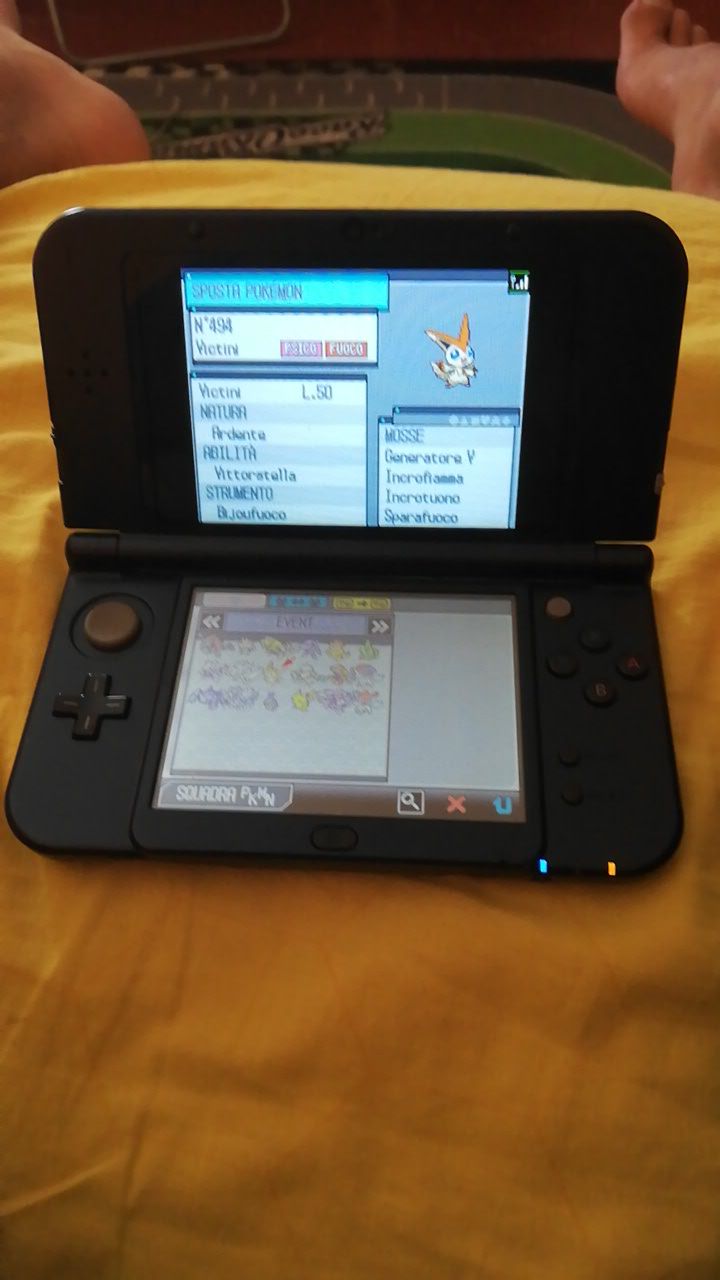 SPOSTA POKÉMON
N°494
Victini PSICO FUOCO
Victini L.50
NATURA
Ardente
ABILITÀ
Vittorstella
STRUMENTO
Bijoufuoco
MOSSE
Generatore V
Incrofiamma
Incrotuono
Sparafuoco
EVENT
SQUADRA PKMN
A
B